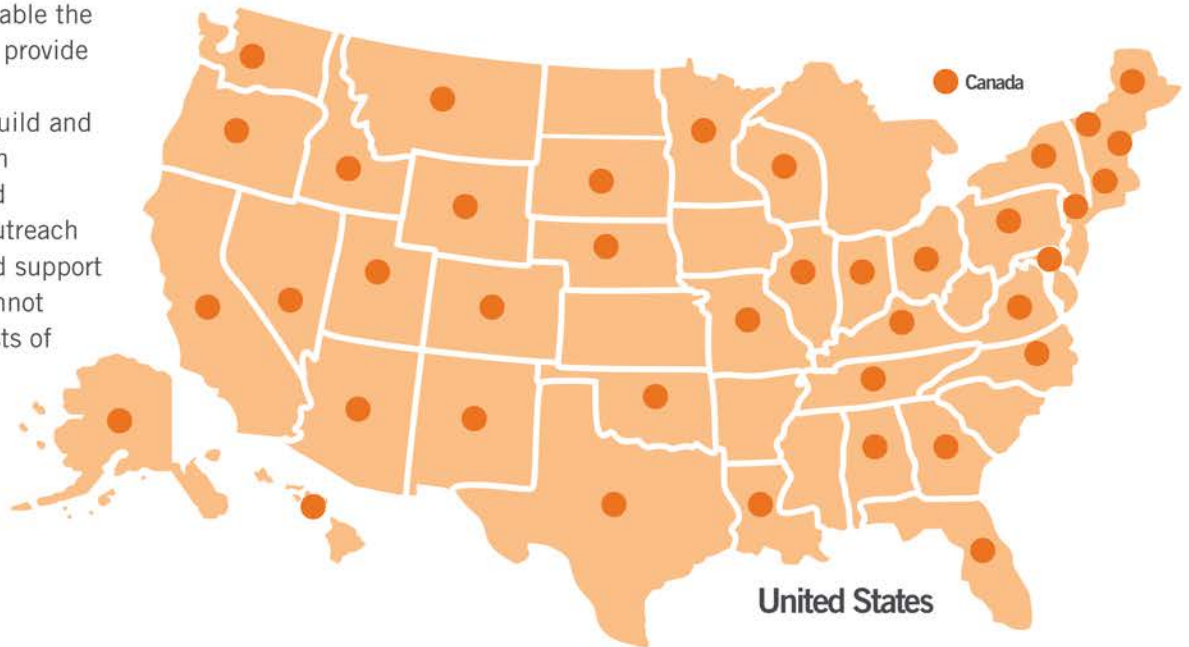 able the
provide
uild and
n
d
utreach
d support
nnot
ts of
Canada
United States